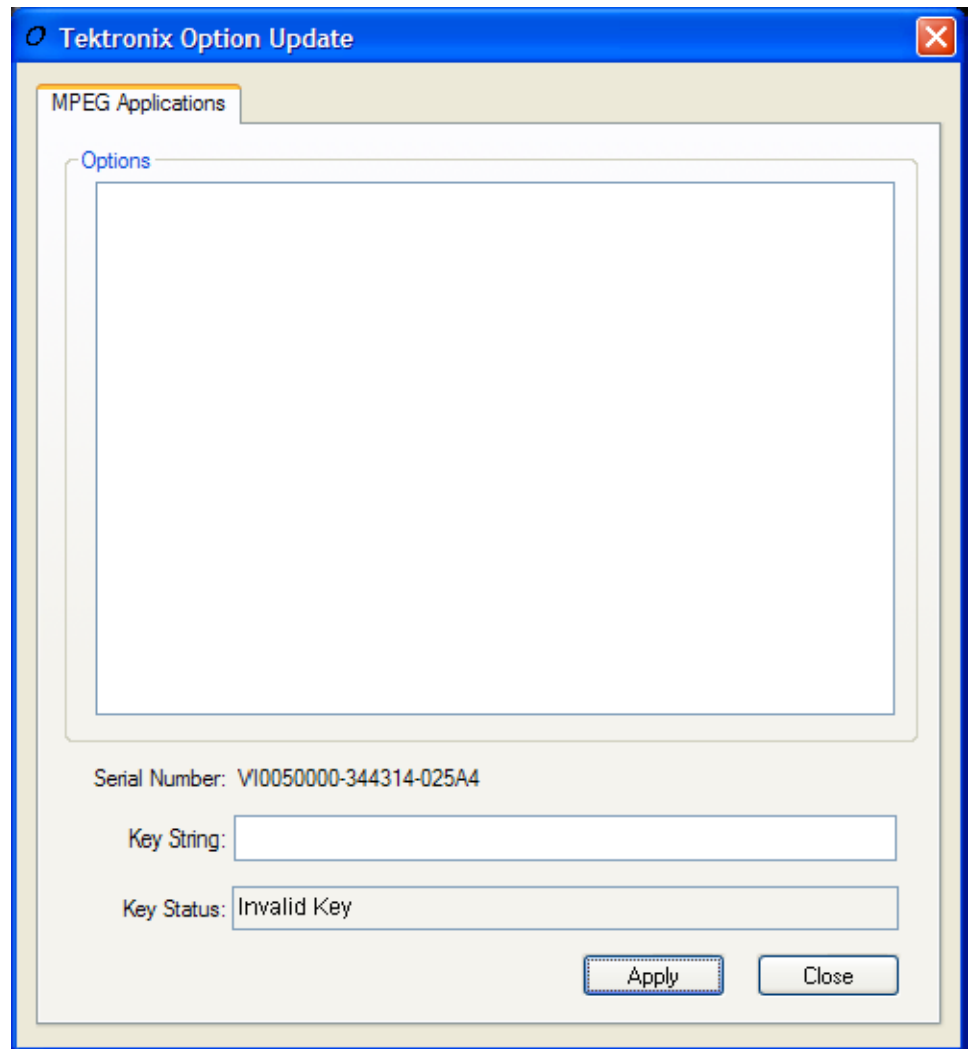 Tektronix Option Update
MPEG Applications
Options
Serial Number: VI0050000-344314-025A4
Key String:
Key Status: Invalid Key
Apply Close